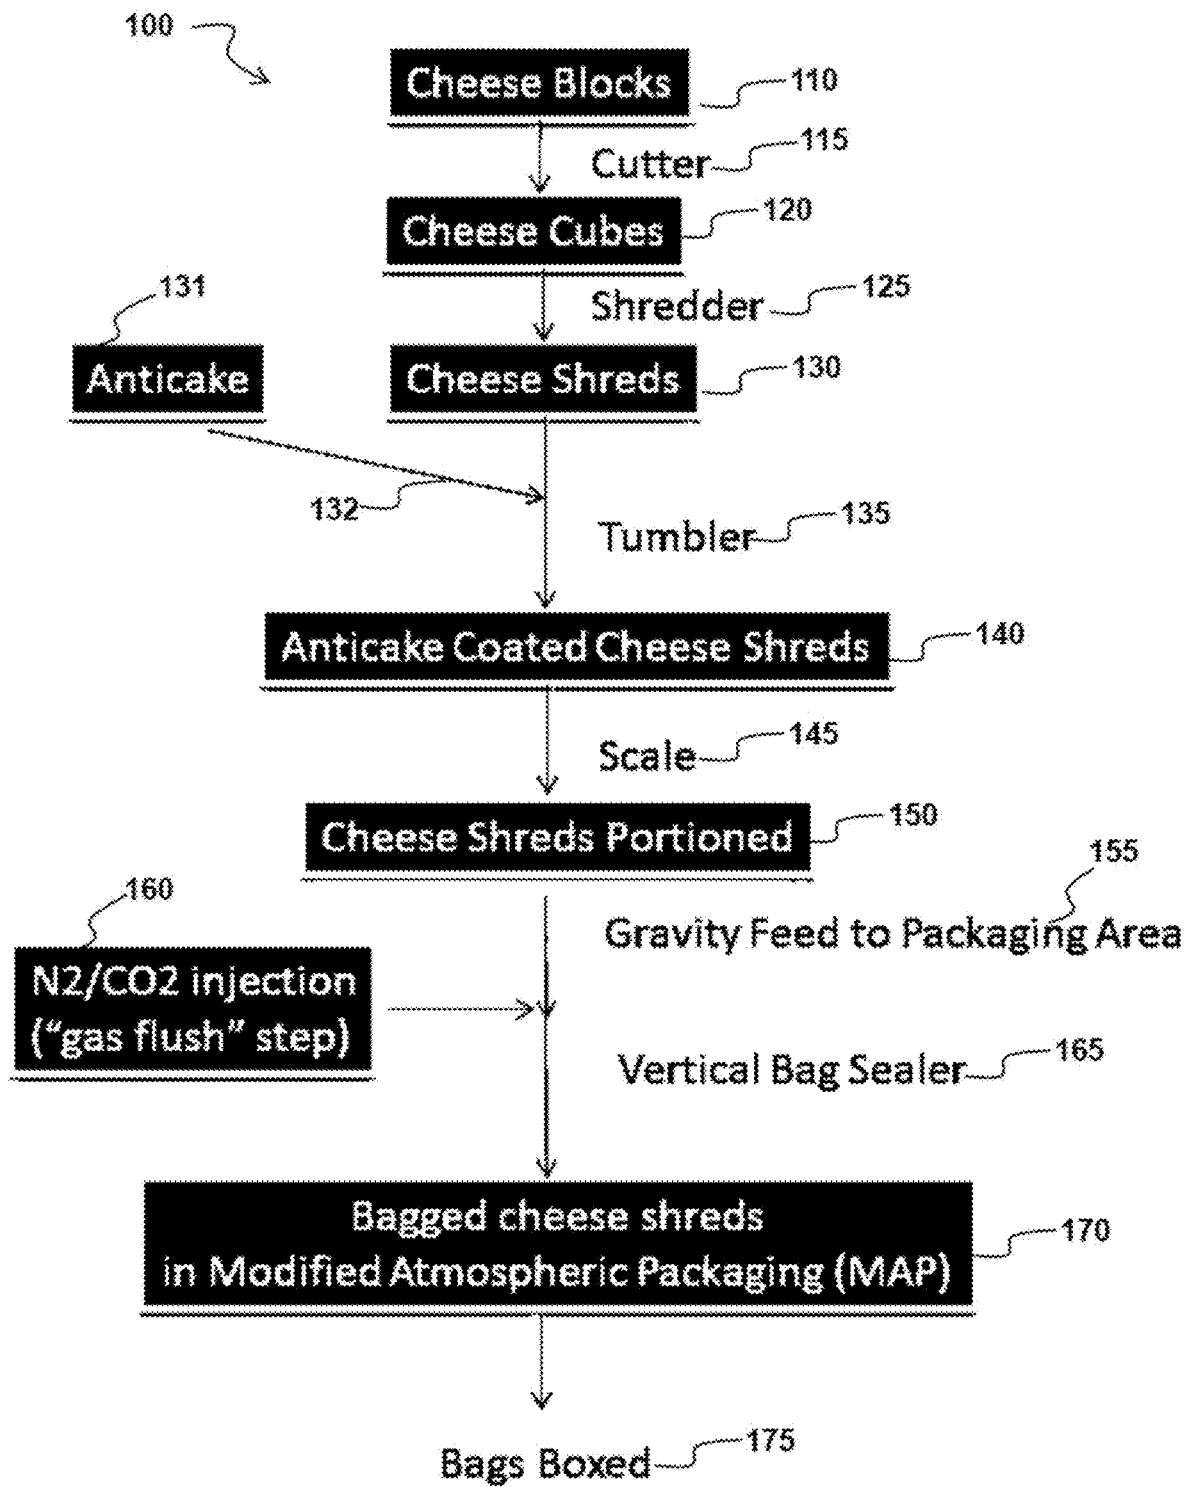 100
Cheese Blocks
110
Cutter
115
Cheese Cubes
120
131
Shredder
125
Anticake
Cheese Shreds
130
132
Tumbler
135
Anticake Coated Cheese Shreds
140
Scale
145
Cheese Shreds Portioned
150
155
160
Gravity Feed to Packaging Area
N2/CO2 injection
(“gas flush” step)
Vertical Bag Sealer
165
Bagged cheese shreds
in Modified Atmospheric Packaging (MAP)
170
Bags Boxed
175